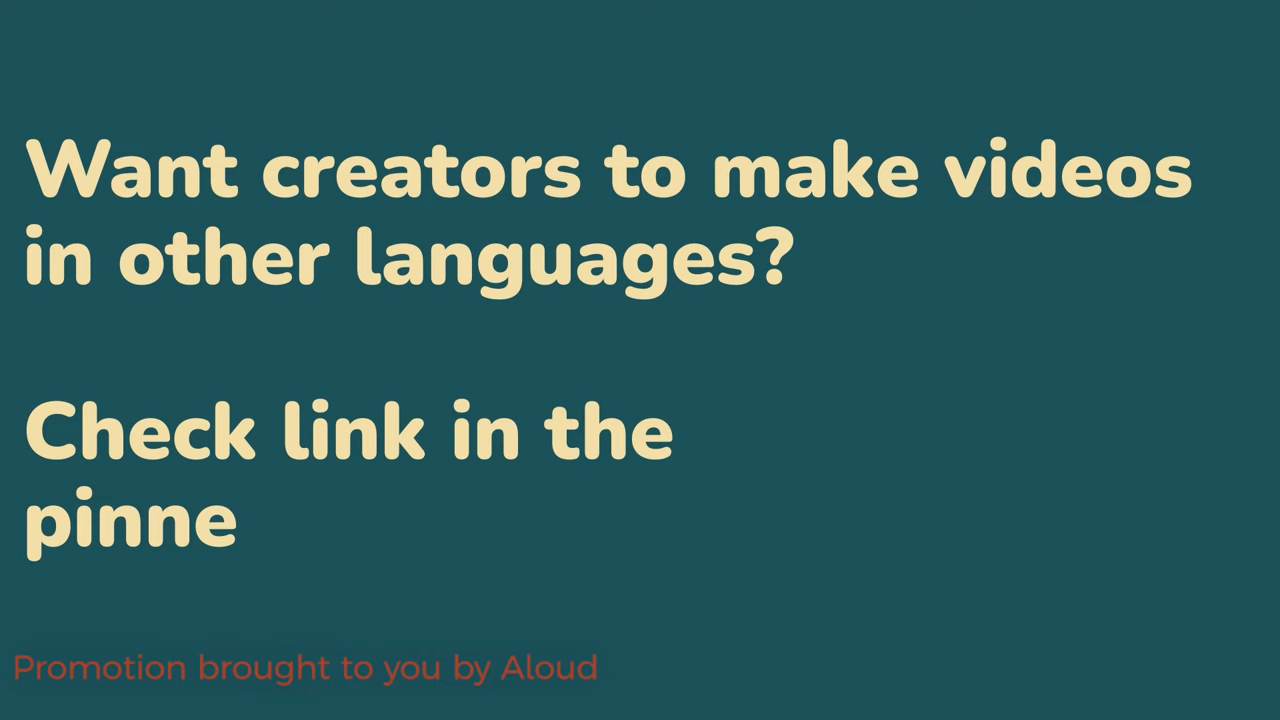 Want creators to make videos
in other languages?
Check link in the
pinne
Promotion brought to you by Aloud